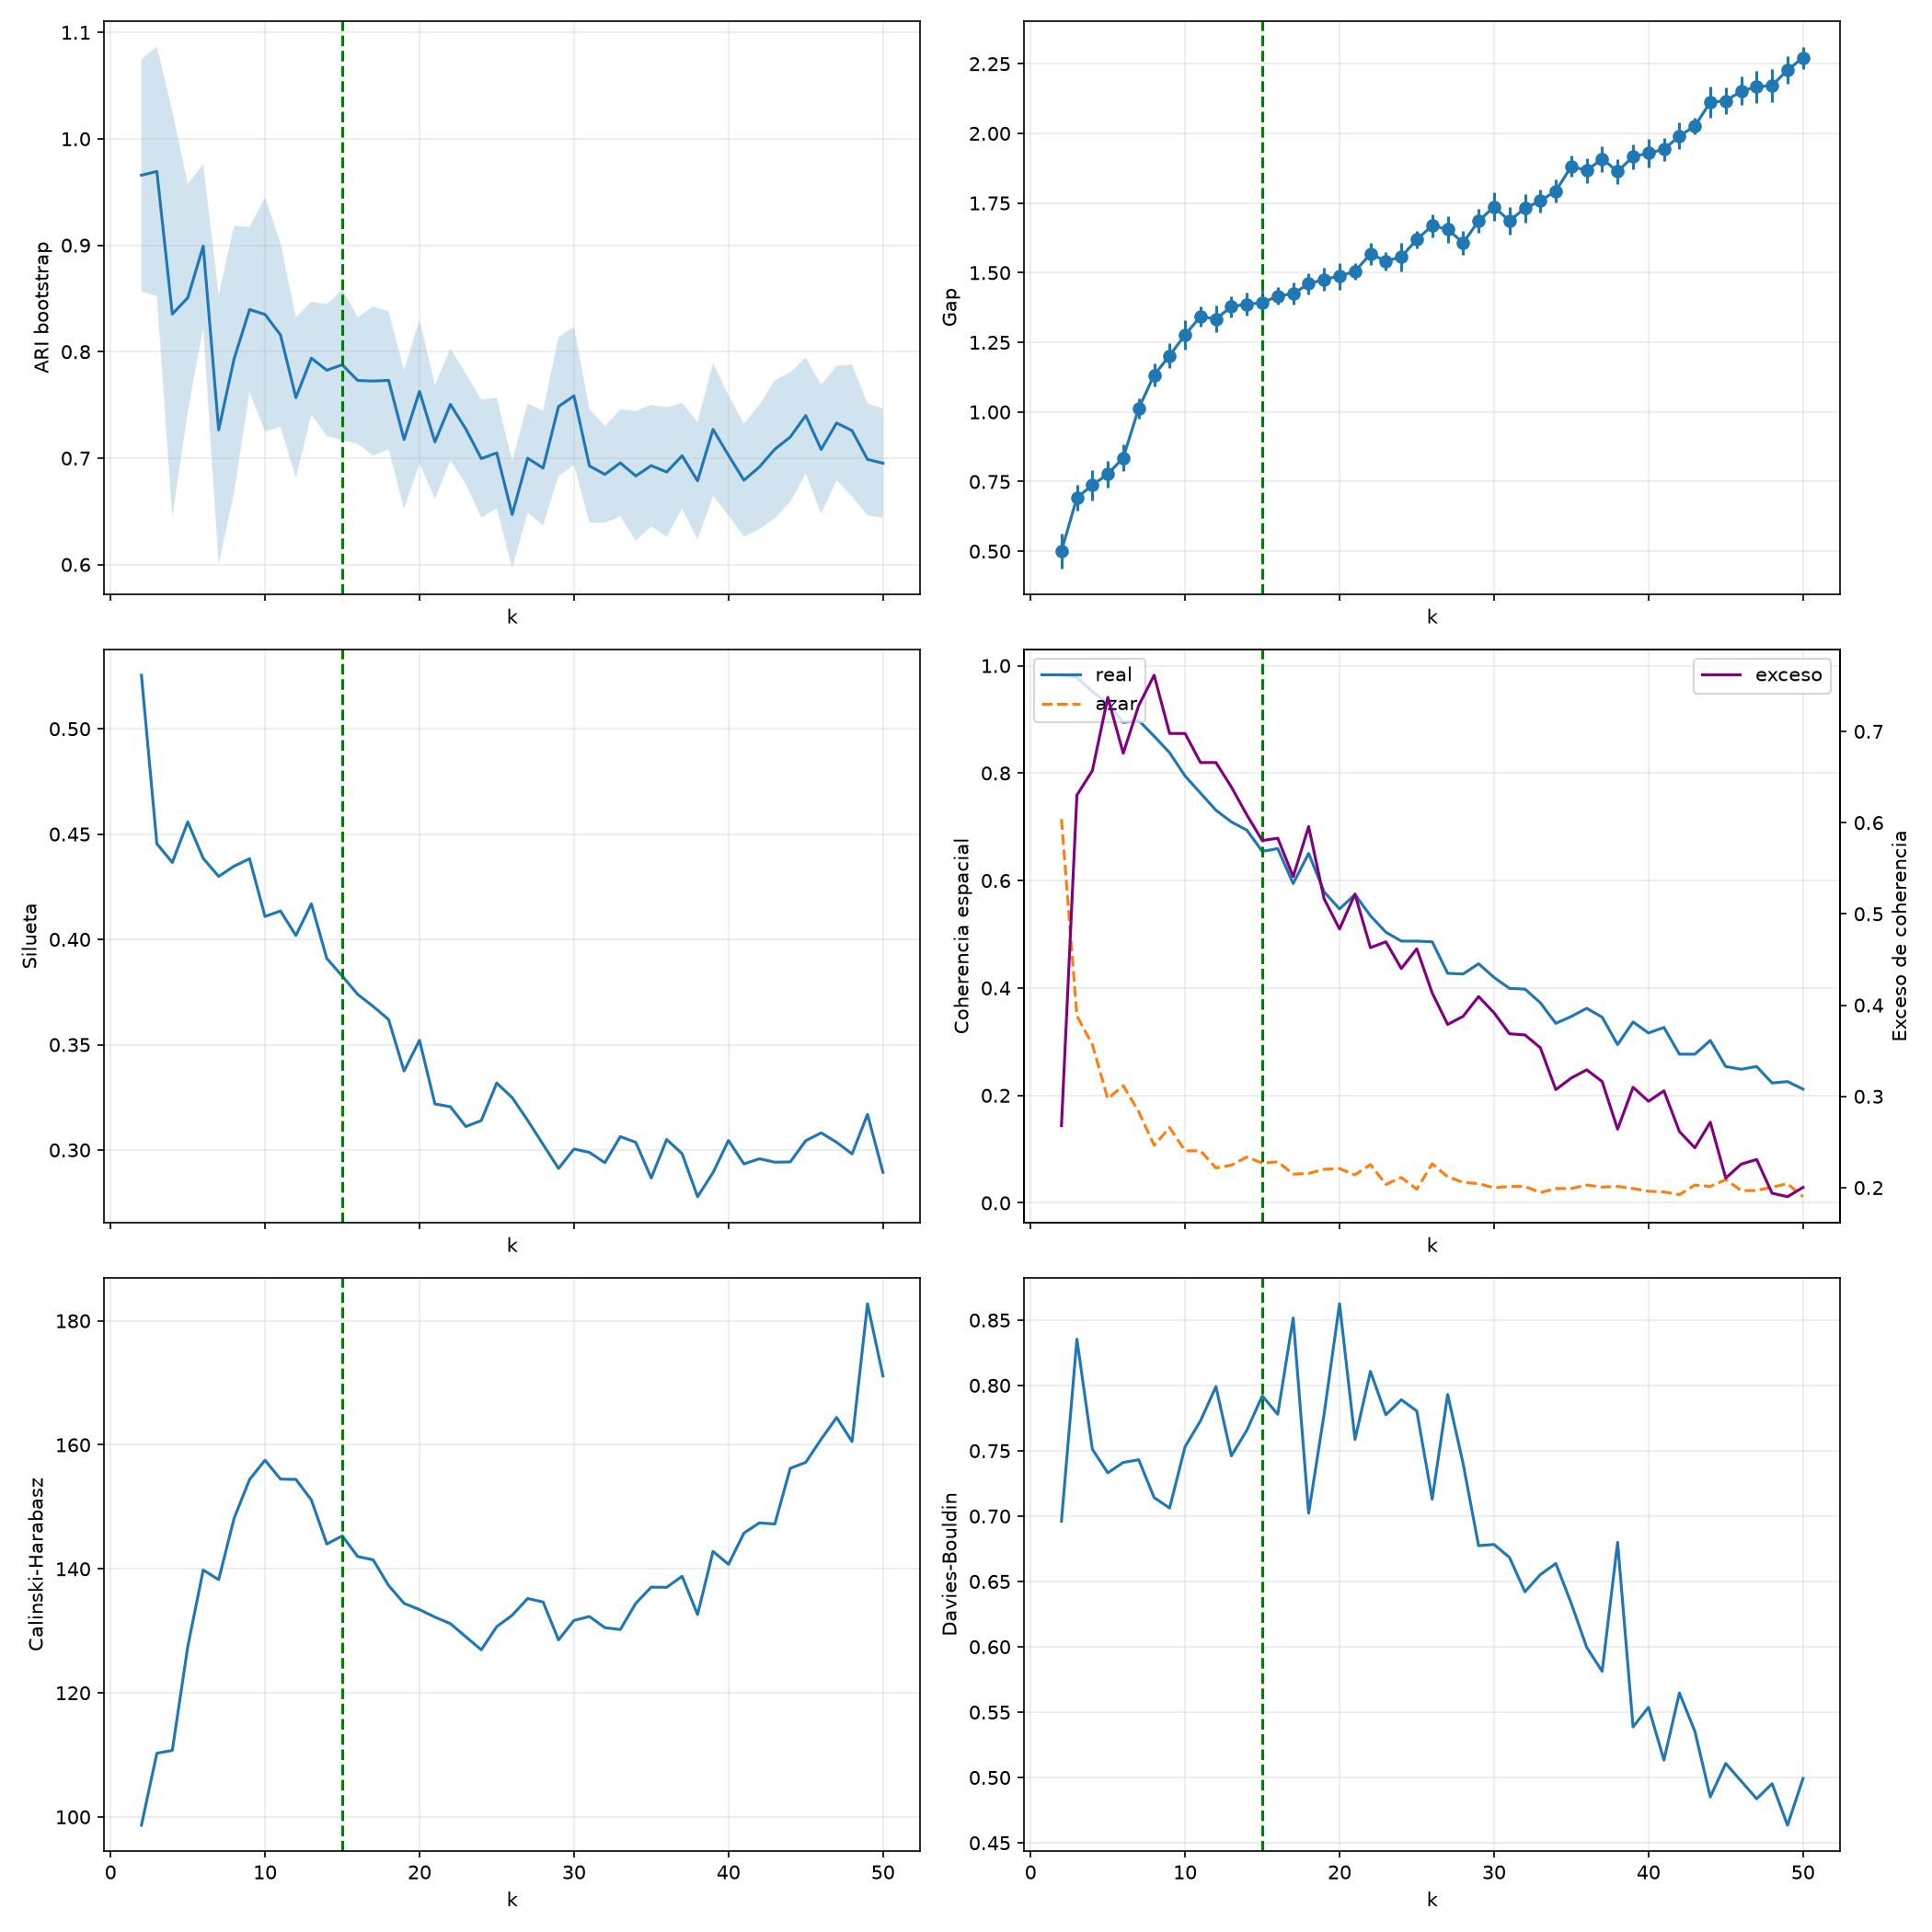 1.1
1.0
0.9
0.8
0.7
0.6
ARI bootstrap
k
2.25
2.00
1.75
1.50
1.25
1.00
0.75
0.50
Gap
k
0.50
0.45
0.40
0.35
0.30
Silueta
k
real
azar
exceso
1.0
0.8
0.6
0.4
0.2
0.0
Coherencia espacial
0.7
0.6
0.5
0.4
0.3
0.2
Exceso de coherencia
k
180
160
140
120
100
Calinski-Harabasz
0 10 20 30 40 50
k
0.85
0.80
0.75
0.70
0.65
0.60
0.55
0.50
0.45
Davies-Bouldin
0 10 20 30 40 50
k